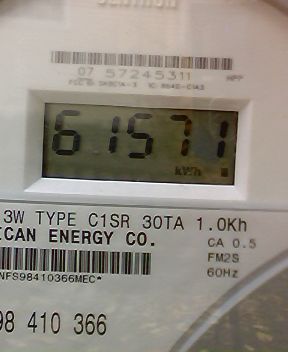 07 57245311 HPP
61571
kWh
3W TYPE C1SR 30TA 1.0Kh
ICAN ENERGY CO.
CA 0.5
FM2S
NFS98410366MEC*
60Hz
98 410 366